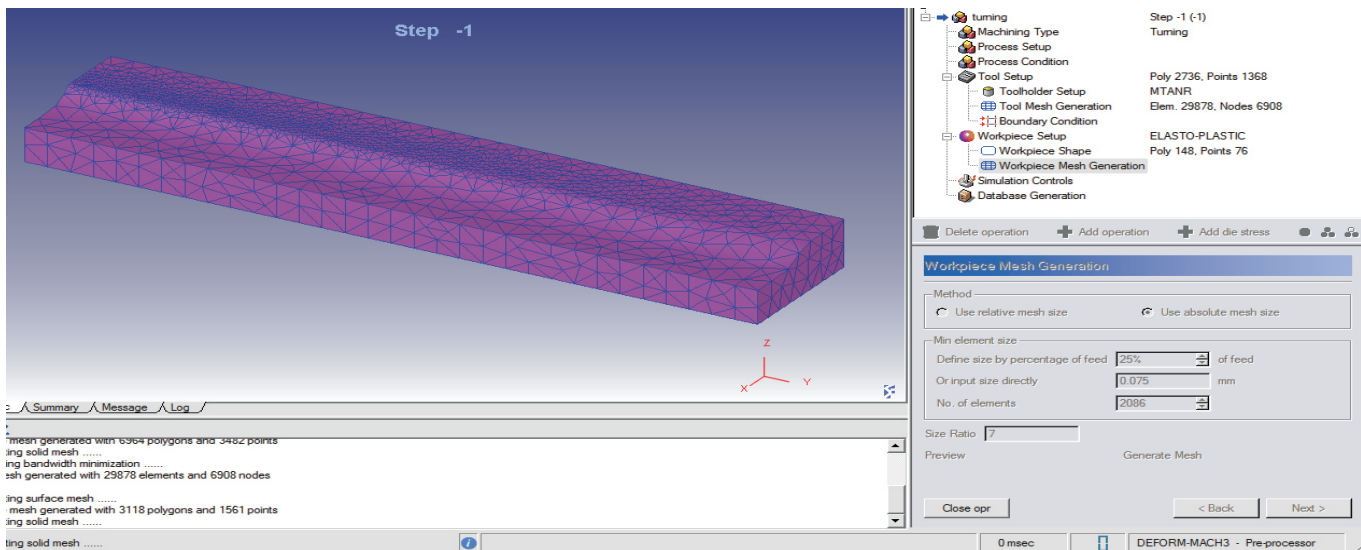 Step -1
Z
X
Y
turning Step -1 (-1)
Machining Type Turning
Process Setup
Process Condition
Tool Setup Poly 2736, Points 1368
Toolholder Setup MTANR
Tool Mesh Generation Elem. 29878, Nodes 6908
Boundary Condition
Workpiece Setup ELASTO-PLASTIC
Workpiece Shape Poly 148, Points 76
Workpiece Mesh Generation
Simulation Controls
Database Generation
Delete operation Add operation Add die stress
Workpiece Mesh Generation
Method
Use relative mesh size Use absolute mesh size
Min element size
Define size by percentage of feed 25% of feed
Or input size directly 0.075 mm
No. of elements 2086
Size Ratio 7
Preview Generate Mesh
Close opr < Back Next >
c Summary Message Log
mesh generated with 6964 polygons and 3482 points
ting solid mesh ......
ing bandwidth minimization ......
esh generated with 29878 elements and 6908 nodes
ting surface mesh ......
mesh generated with 3118 polygons and 1561 points
ting solid mesh ......
ting solid mesh ...... 0 msec DEFORM-MACH3 - Pre-processor